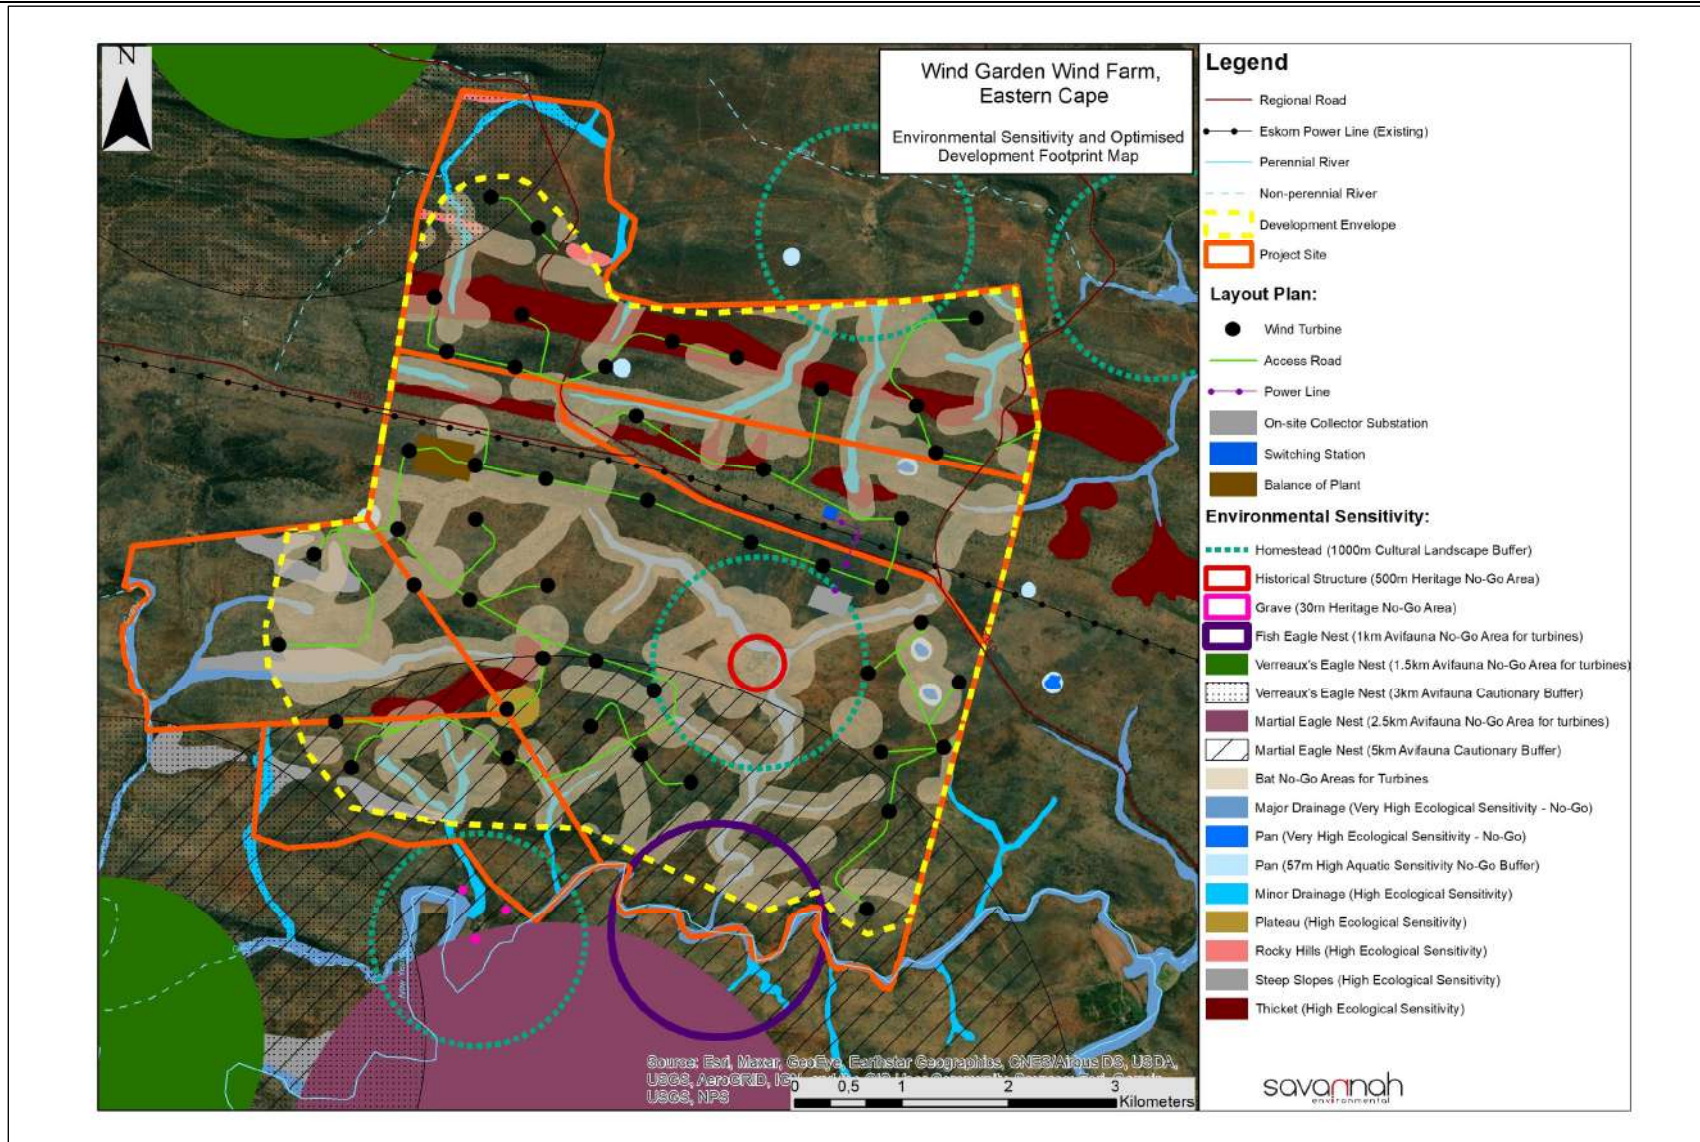 N
Wind Garden Wind Farm,
Eastern Cape
Environmental Sensitivity and Optimised
Development Footprint Map
Legend
Regional Road
Eskom Power Line (Existing)
Perennial River
Non-perennial River
Development Envelope
Project Site
Layout Plan:
Wind Turbine
Access Road
Power Line
On-site Collector Substation
Switching Station
Balance of Plant
Environmental Sensitivity:
Homestead (1000m Cultural Landscape Buffer)
Historical Structure (500m Heritage No-Go Area)
Grave (30m Heritage No-Go Area)
Fish Eagle Nest (1km Avifauna No-Go Area for turbines)
Verreaux's Eagle Nest (1.5km Avifauna No-Go Area for turbines)
Verreaux's Eagle Nest (3km Avifauna Cautionary Buffer)
Martial Eagle Nest (2.5km Avifauna No-Go Area for turbines)
Martial Eagle Nest (5km Avifauna Cautionary Buffer)
Bat No-Go Areas for Turbines
Major Drainage (Very High Ecological Sensitivity - No-Go)
Pan (Very High Ecological Sensitivity - No-Go)
Pan (57m High Aquatic Sensitivity No-Go Buffer)
Minor Drainage (High Ecological Sensitivity)
Plateau (High Ecological Sensitivity)
Rocky Hills (High Ecological Sensitivity)
Steep Slopes (High Ecological Sensitivity)
Thicket (High Ecological Sensitivity)
Source: Esri, Maxar, GeoEye, Earthstar Geographics, CNES/Airbus DS, USDA,
USGS, AeroGRID,
USGS, NPS
0 0,5 1 2 3
Kilometers
savannah
environmental